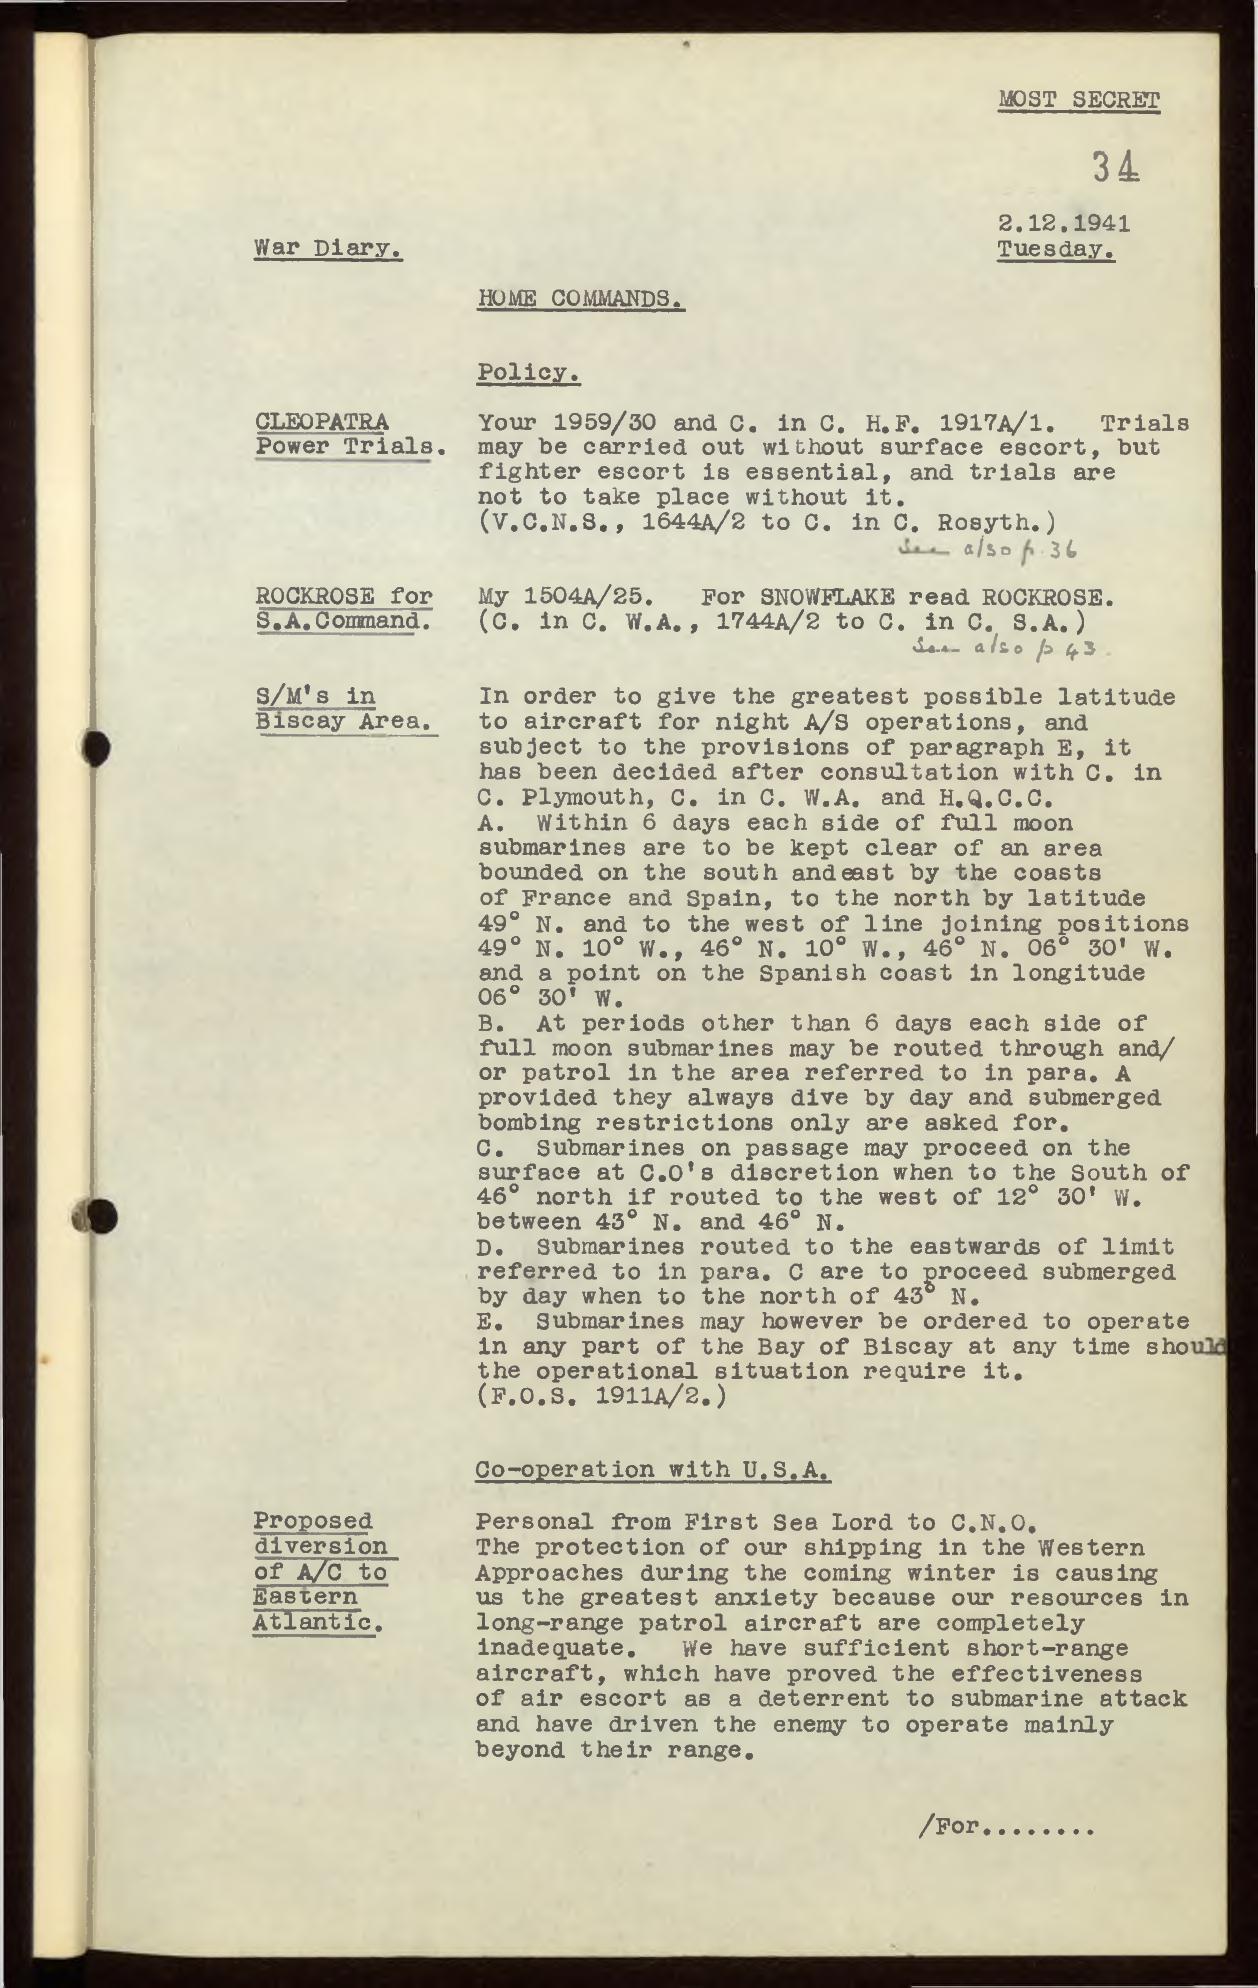 MOST SECRET
34
2.12.1941
War Diary.
Tuesday.
HOME COMMANDS.
Policy.
CLEOPATRA
Power Trials.
Your 1959/30 and C. in C. H.F. 1917A/1. Trials
may be carried out without surface escort, but
fighter escort is essential, and trials are
not to take place without it.
(V.C.N.S., 1644A/2 to C. in C. Rosyth.)
See also p. 36
ROCKROSE for
S.A.Command.
My 1504A/25. For SNOWFLAKE read ROCKROSE.
(C. in C. W.A., 1744A/2 to C. in C. S.A.)
See also p 43.
S/M's in
Biscay Area.
In order to give the greatest possible latitude
to aircraft for night A/S operations, and
subject to the provisions of paragraph E, it
has been decided after consultation with C. in
C. Plymouth, C. in C. W.A. and H.Q.C.C.
A. Within 6 days each side of full moon
submarines are to be kept clear of an area
bounded on the south and east by the coasts
of France and Spain, to the north by latitude
49° N. and to the west of line joining positions
49° N. 10° W., 46° N. 10° W., 46° N. 06° 30' W.
and a point on the Spanish coast in longitude
06° 30' W.
B. At periods other than 6 days each side of
full moon submarines may be routed through and/
or patrol in the area referred to in para. A
provided they always dive by day and submerged
bombing restrictions only are asked for.
C. Submarines on passage may proceed on the
surface at C.O's discretion when to the South of
46° north if routed to the west of 12° 30' W.
between 43° N. and 46° N.
D. Submarines routed to the eastwards of limit
referred to in para. C are to proceed submerged
by day when to the north of 43° N.
E. Submarines may however be ordered to operate
in any part of the Bay of Biscay at any time should
the operational situation require it.
(F.O.S. 1911A/2.)
Co-operation with U.S.A.
Proposed
diversion
of A/C to
Eastern
Atlantic.
Personal from First Sea Lord to C.N.O.
The protection of our shipping in the Western
Approaches during the coming winter is causing
us the greatest anxiety because our resources in
long-range patrol aircraft are completely
inadequate. We have sufficient short-range
aircraft, which have proved the effectiveness
of air escort as a deterrent to submarine attack
and have driven the enemy to operate mainly
beyond their range.
/For........